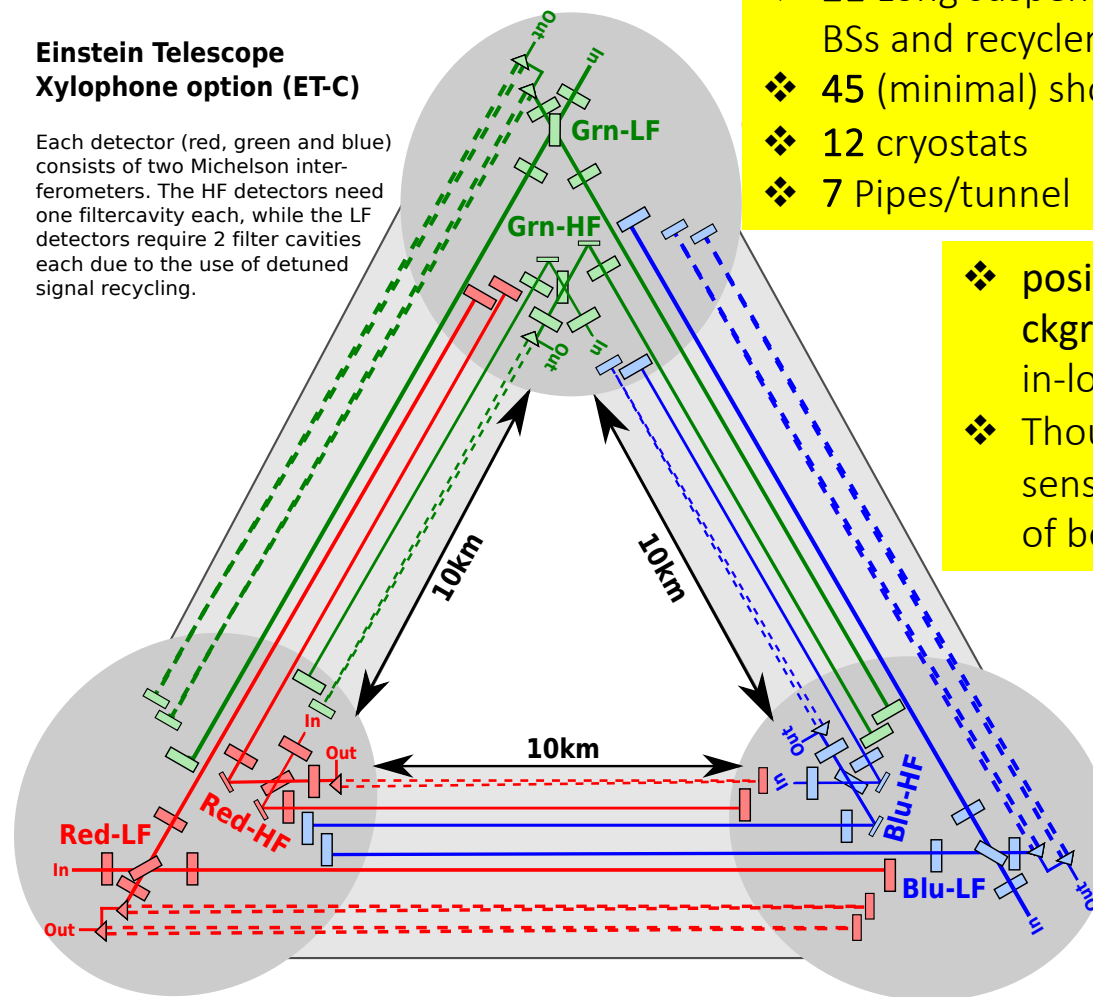 Einstein Telescope
Xylophone option (ET-C)
Each detector (red, green and blue)
consists of two Michelson inter-
ferometers. The HF detectors need
one filtercavity each, while the LF
detectors require 2 filter cavities
each due to the use of detuned
signal recycling.
BSs and recycler
❖ 45 (minimal) sho
❖ 12 cryostats
❖ 7 Pipes/tunnel
❖ posi
ckgr
in-lo
❖ Thou
sens
of be
Out
In
Grn-LF
Grn-HF
Out
In
10km
10km
10km
In
Out
Red-HF
Red-LF
In
Out
Out
In
Blu-HF
Blu-LF
Out
In